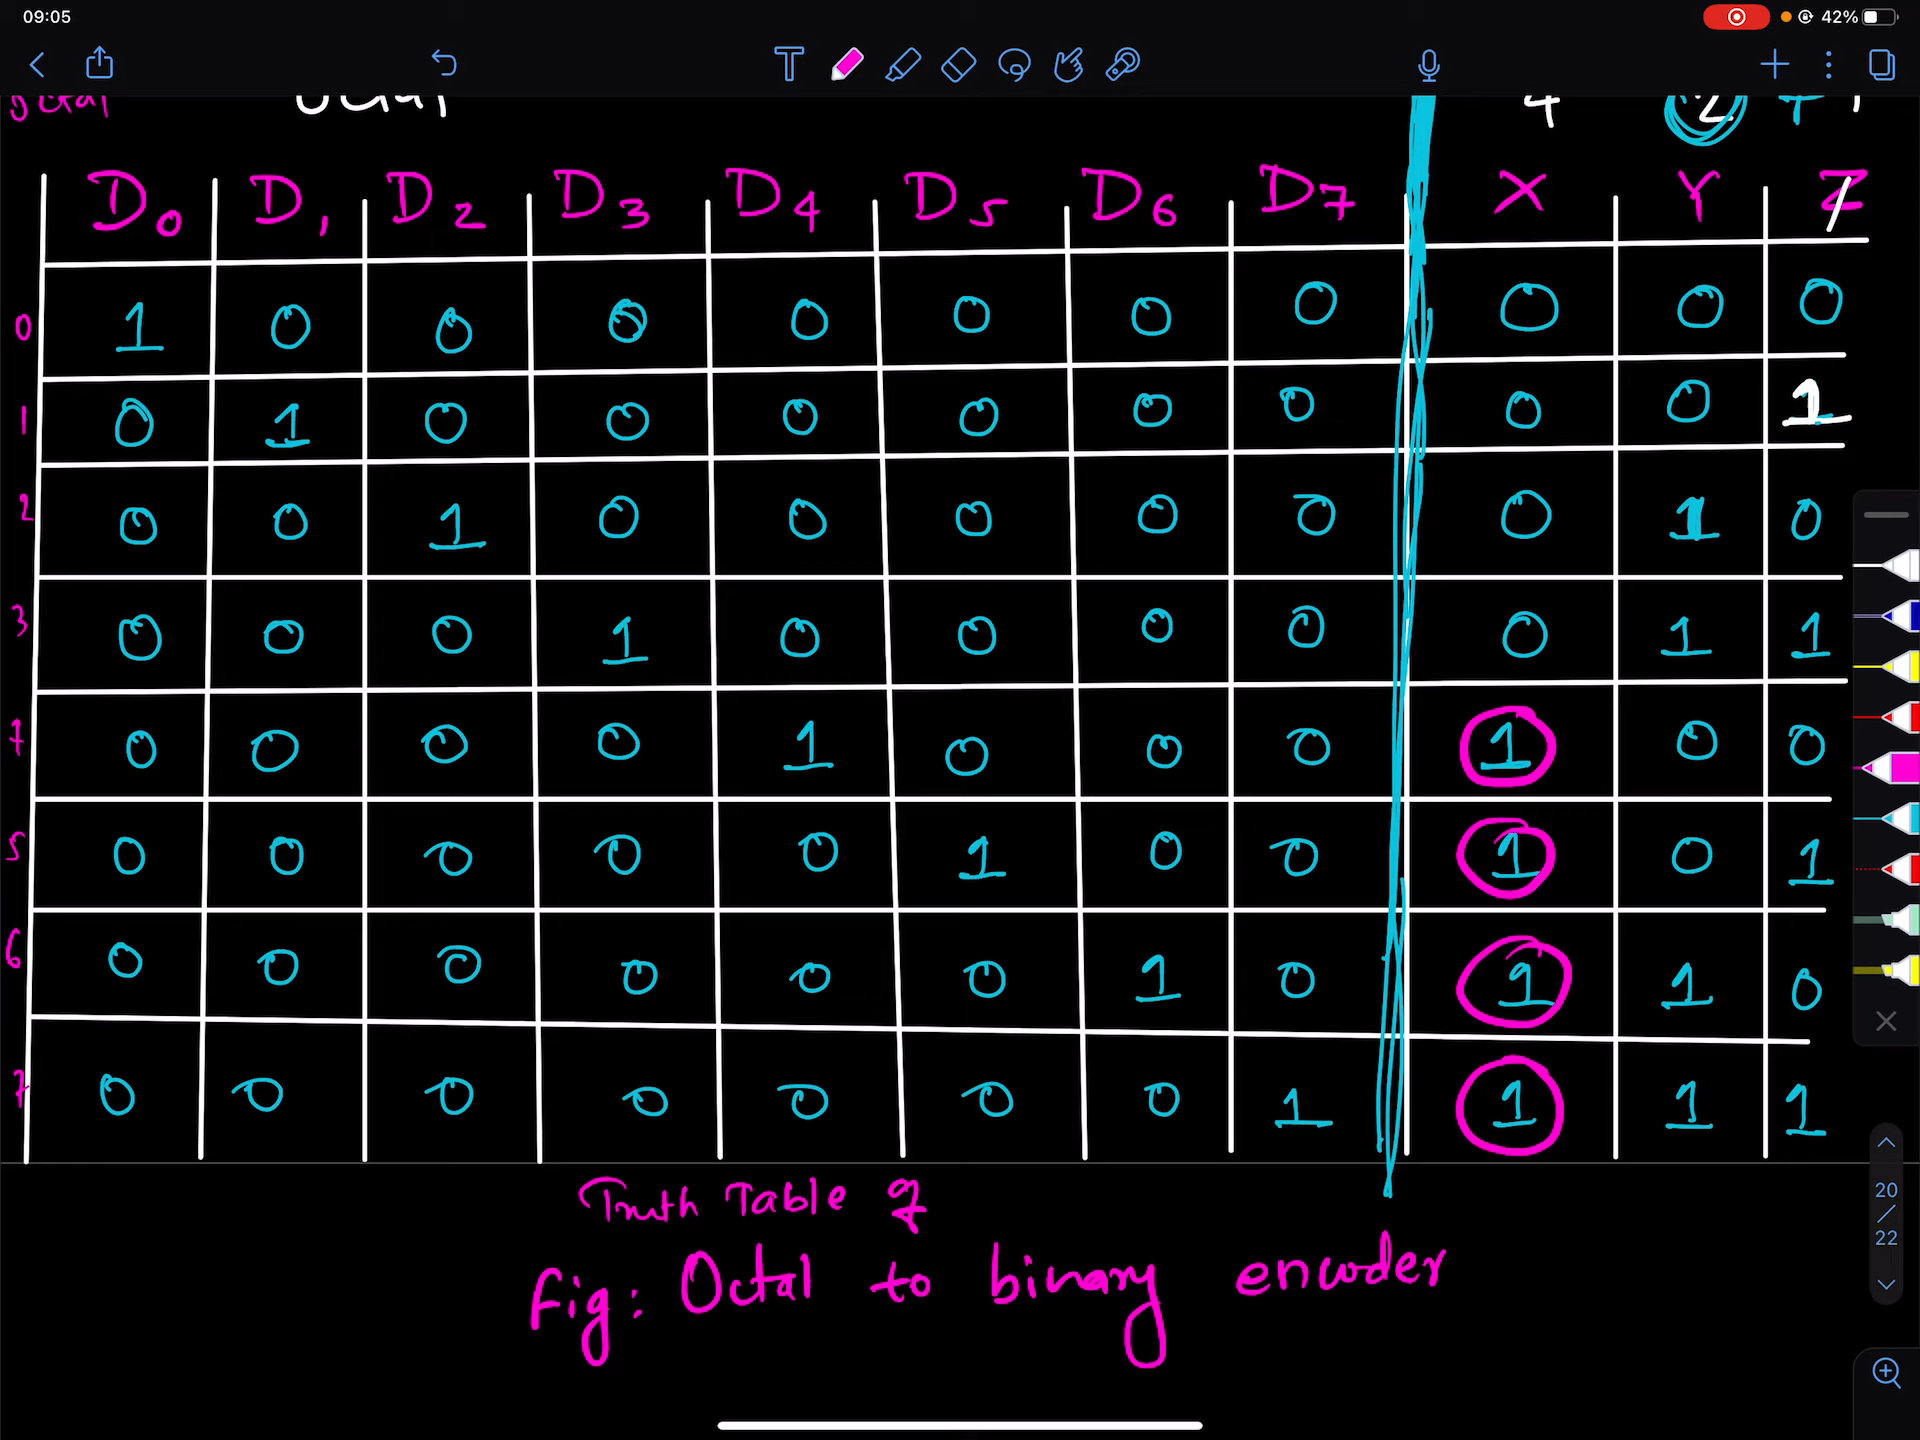 09:05 42%
Octal 4 2 1
D0 D1 D2 D3 D4 D5 D6 D7 X Y Z
0 1 0 0 0 0 0 0 0 0 0 0
1 0 1 0 0 0 0 0 0 0 0 1
2 0 0 1 0 0 0 0 0 0 1 0
3 0 0 0 1 0 0 0 0 0 1 1
0 0 0 0 1 0 0 0 1 0 0
5 0 0 0 0 0 1 0 0 1 0 1
6 0 0 0 0 0 0 1 0 1 1 0
7 0 0 0 0 0 0 0 1 1 1 1
Truth Table of
fig: Octal to binary encoder
20
/
22